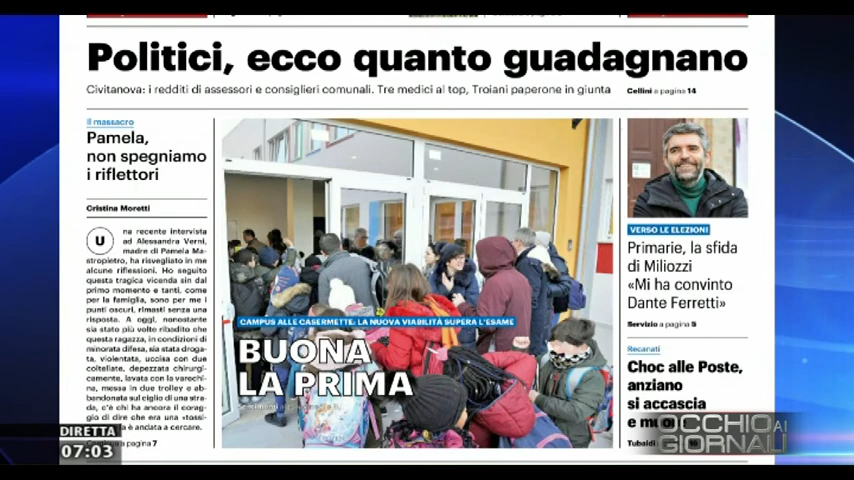 Politici, ecco quanto guadagnano
Civitanova: i redditi di assessori e consiglieri comunali. Tre medici al top, Troiani paperone in giunta
Cellini a pagina 14
Il massacro
Pamela,
non spegniamo
i riflettori
Cristina Moretti
U
na recente intervista
ad Alessandra Verni,
madre di Pamela Ma-
stropietro, ha risvegliato in me
alcune riflessioni. Ho seguito
questa tragica vicenda sin dal
primo momento e tanti, come
per la famiglia, sono per me i
punti oscuri, rimasti senza una
risposta. A oggi, nonostante
sia stato più volte ribadito che
questa ragazza, in condizioni di
minorata difesa, sia stata droga-
ta, violentata, uccisa con due
coltellate, depezzata chirurgi-
camente, lavata con la varechi-
na, messa in due trolley e ab-
bandonata sul ciglio di una stra-
da, c'è chi ha ancora il corag-
gio di dire che era una «tossi-
è andata a cercare.
a pagina 7
CAMPUS ALLE CASERMETTE: LA NUOVA VIABILITÀ SUPERA L'ESAME
BUONA
LA PRIMA
VERSO LE ELEZIONI
Primarie, la sfida
di Miliozzi
«Mi ha convinto
Dante Ferretti»
Servizio a pagina 5
Recanati
Choc alle Poste,
anziano
si accascia
e muore
DIRETTA
07:03
OCCHIO AI
GIORNALI